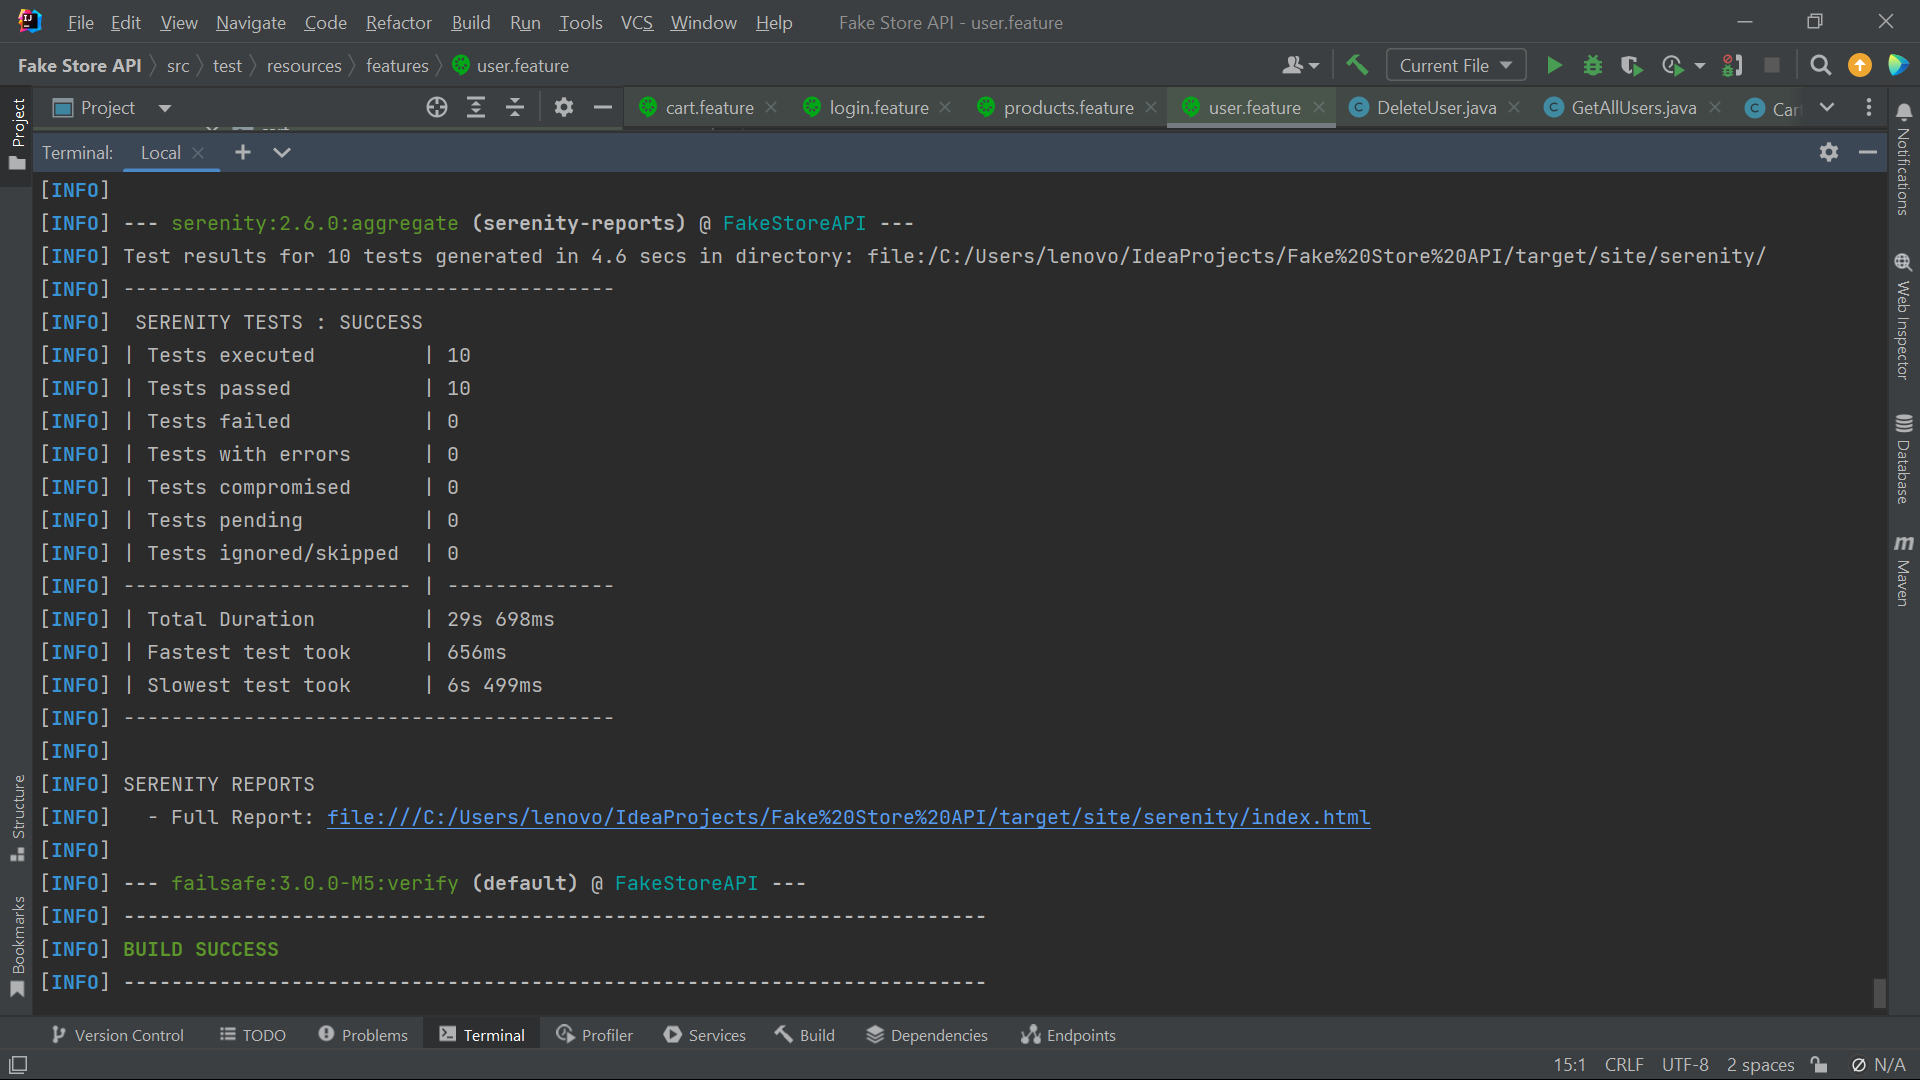 File Edit View Navigate Code Refactor Build Run Tools VCS Window Help Fake Store API - user.feature
Fake Store API src test resources features user.feature Current File
Project cart.feature login.feature products.feature user.feature DeleteUser.java GetAllUsers.java Car
Terminal: Local
[INFO]
[INFO] --- serenity:2.6.0:aggregate (serenity-reports) @ FakeStoreAPI ---
[INFO] Test results for 10 tests generated in 4.6 secs in directory: file:/C:/Users/lenovo/IdeaProjects/Fake%20Store%20API/target/site/serenity/
[INFO] -----------------------------------------
[INFO]  SERENITY TESTS : SUCCESS
[INFO] | Tests executed         | 10
[INFO] | Tests passed           | 10
[INFO] | Tests failed           | 0
[INFO] | Tests with errors      | 0
[INFO] | Tests compromised      | 0
[INFO] | Tests pending          | 0
[INFO] | Tests ignored/skipped  | 0
[INFO] ------------------------ | --------------
[INFO] | Total Duration         | 29s 698ms
[INFO] | Fastest test took      | 656ms
[INFO] | Slowest test took      | 6s 499ms
[INFO] -----------------------------------------
[INFO]
[INFO] SERENITY REPORTS
[INFO]   - Full Report: file:///C:/Users/lenovo/IdeaProjects/Fake%20Store%20API/target/site/serenity/index.html
[INFO]
[INFO] --- failsafe:3.0.0-M5:verify (default) @ FakeStoreAPI ---
[INFO] ------------------------------------------------------------------------
[INFO] BUILD SUCCESS
[INFO] ------------------------------------------------------------------------
Project
Structure
Bookmarks
Notifications
Web Inspector
Database
m Maven
Version Control TODO Problems Terminal Profiler Services Build Dependencies Endpoints
15:1 CRLF UTF-8 2 spaces N/A